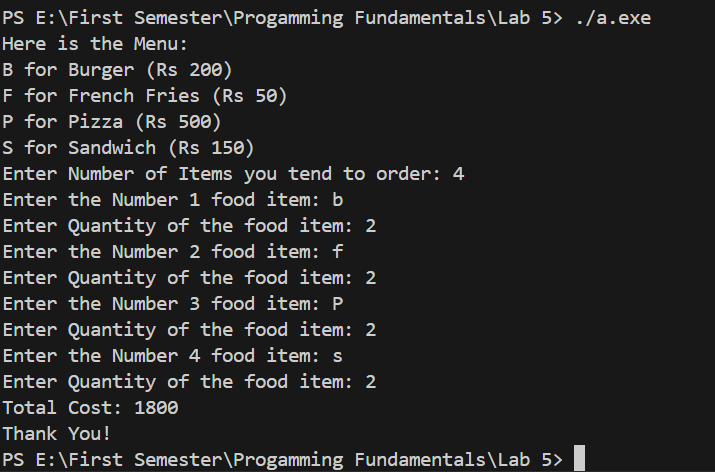 PS E:\First Semester\Progamming Fundamentals\Lab 5> ./a.exe
Here is the Menu:
B for Burger (Rs 200)
F for French Fries (Rs 50)
P for Pizza (Rs 500)
S for Sandwich (Rs 150)
Enter Number of Items you tend to order: 4
Enter the Number 1 food item: b
Enter Quantity of the food item: 2
Enter the Number 2 food item: f
Enter Quantity of the food item: 2
Enter the Number 3 food item: P
Enter Quantity of the food item: 2
Enter the Number 4 food item: s
Enter Quantity of the food item: 2
Total Cost: 1800
Thank You!
PS E:\First Semester\Progamming Fundamentals\Lab 5>